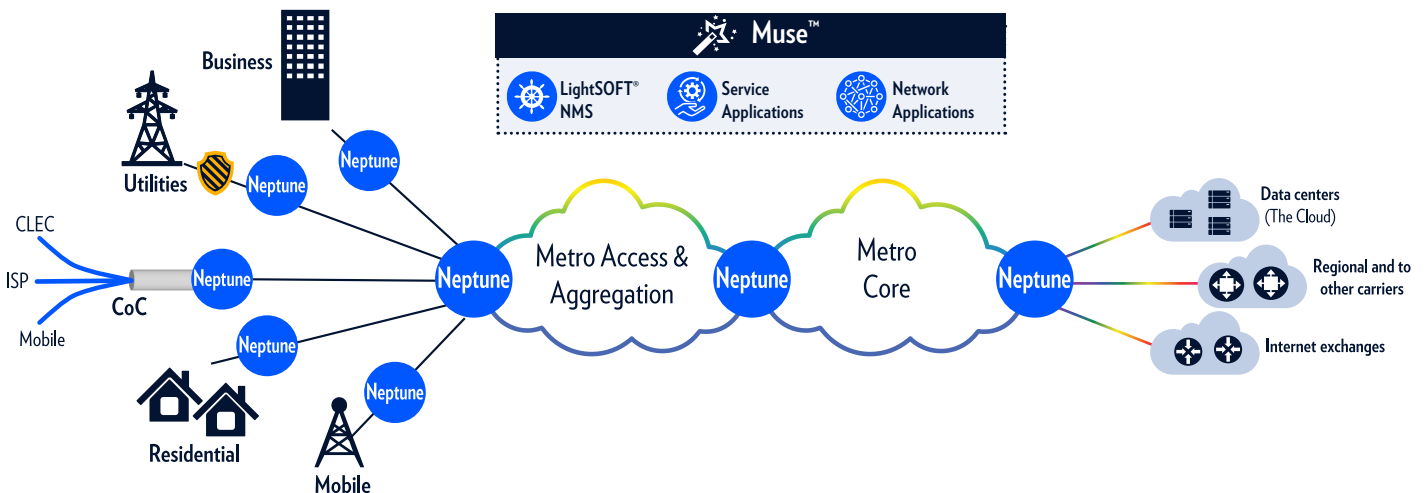 Muse™
LightSOFT®
NMS
Service
Applications
Network
Applications
Business
Neptune
Utilities
Neptune
CLEC
ISP
Mobile
CoC
Neptune
Neptune
Residential
Neptune
Mobile
Neptune
Metro Access &
Aggregation
Neptune
Metro
Core
Neptune
Data centers
(The Cloud)
Regional and to
other carriers
Internet exchanges